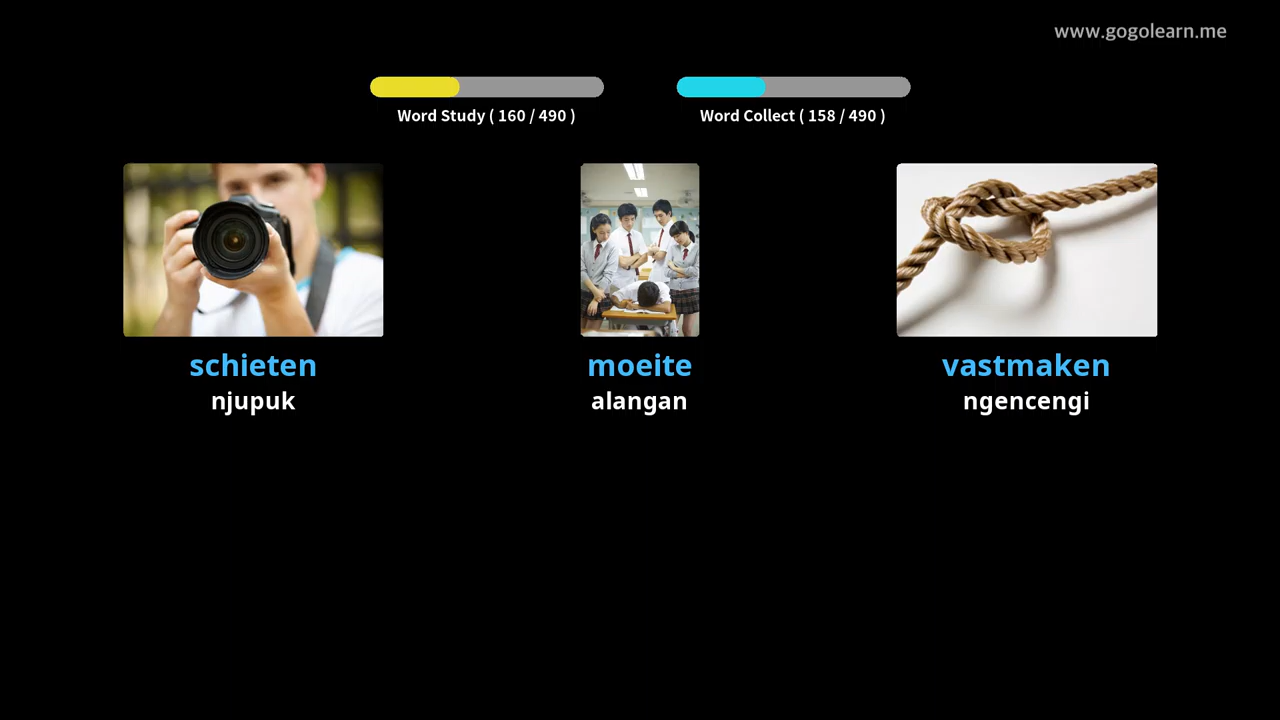 www.gogolearn.me
Word Study ( 160 / 490 )
Word Collect ( 158 / 490 )
schieten
njupuk
moeite
alangan
vastmaken
ngencengi